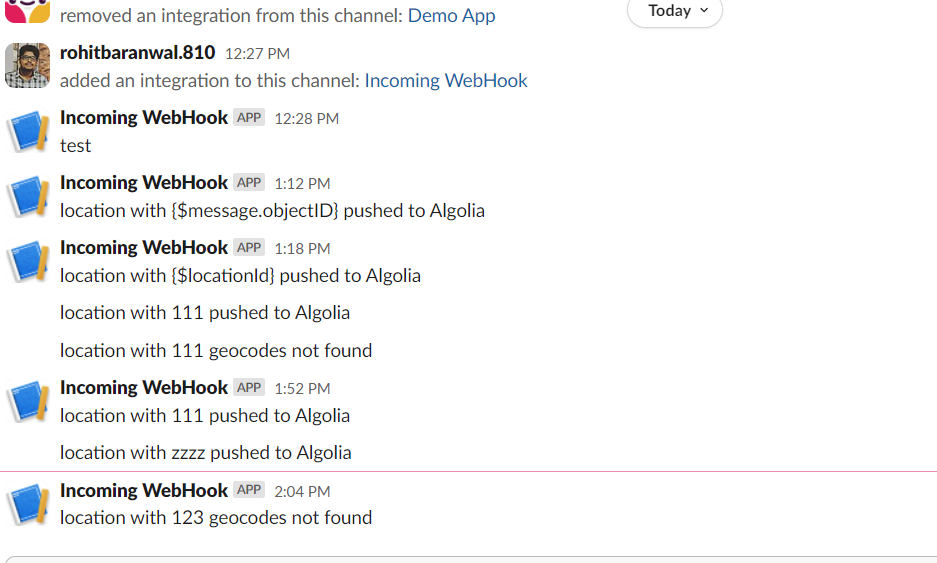 removed an integration from this channel: Demo App
Today
rohitbaranwal.810 12:27 PM
added an integration to this channel: Incoming WebHook
Incoming WebHook APP 12:28 PM
test
Incoming WebHook APP 1:12 PM
location with {$message.objectID} pushed to Algolia
Incoming WebHook APP 1:18 PM
location with {$locationId} pushed to Algolia
location with 111 pushed to Algolia
location with 111 geocodes not found
Incoming WebHook APP 1:52 PM
location with 111 pushed to Algolia
location with zzzz pushed to Algolia
Incoming WebHook APP 2:04 PM
location with 123 geocodes not found